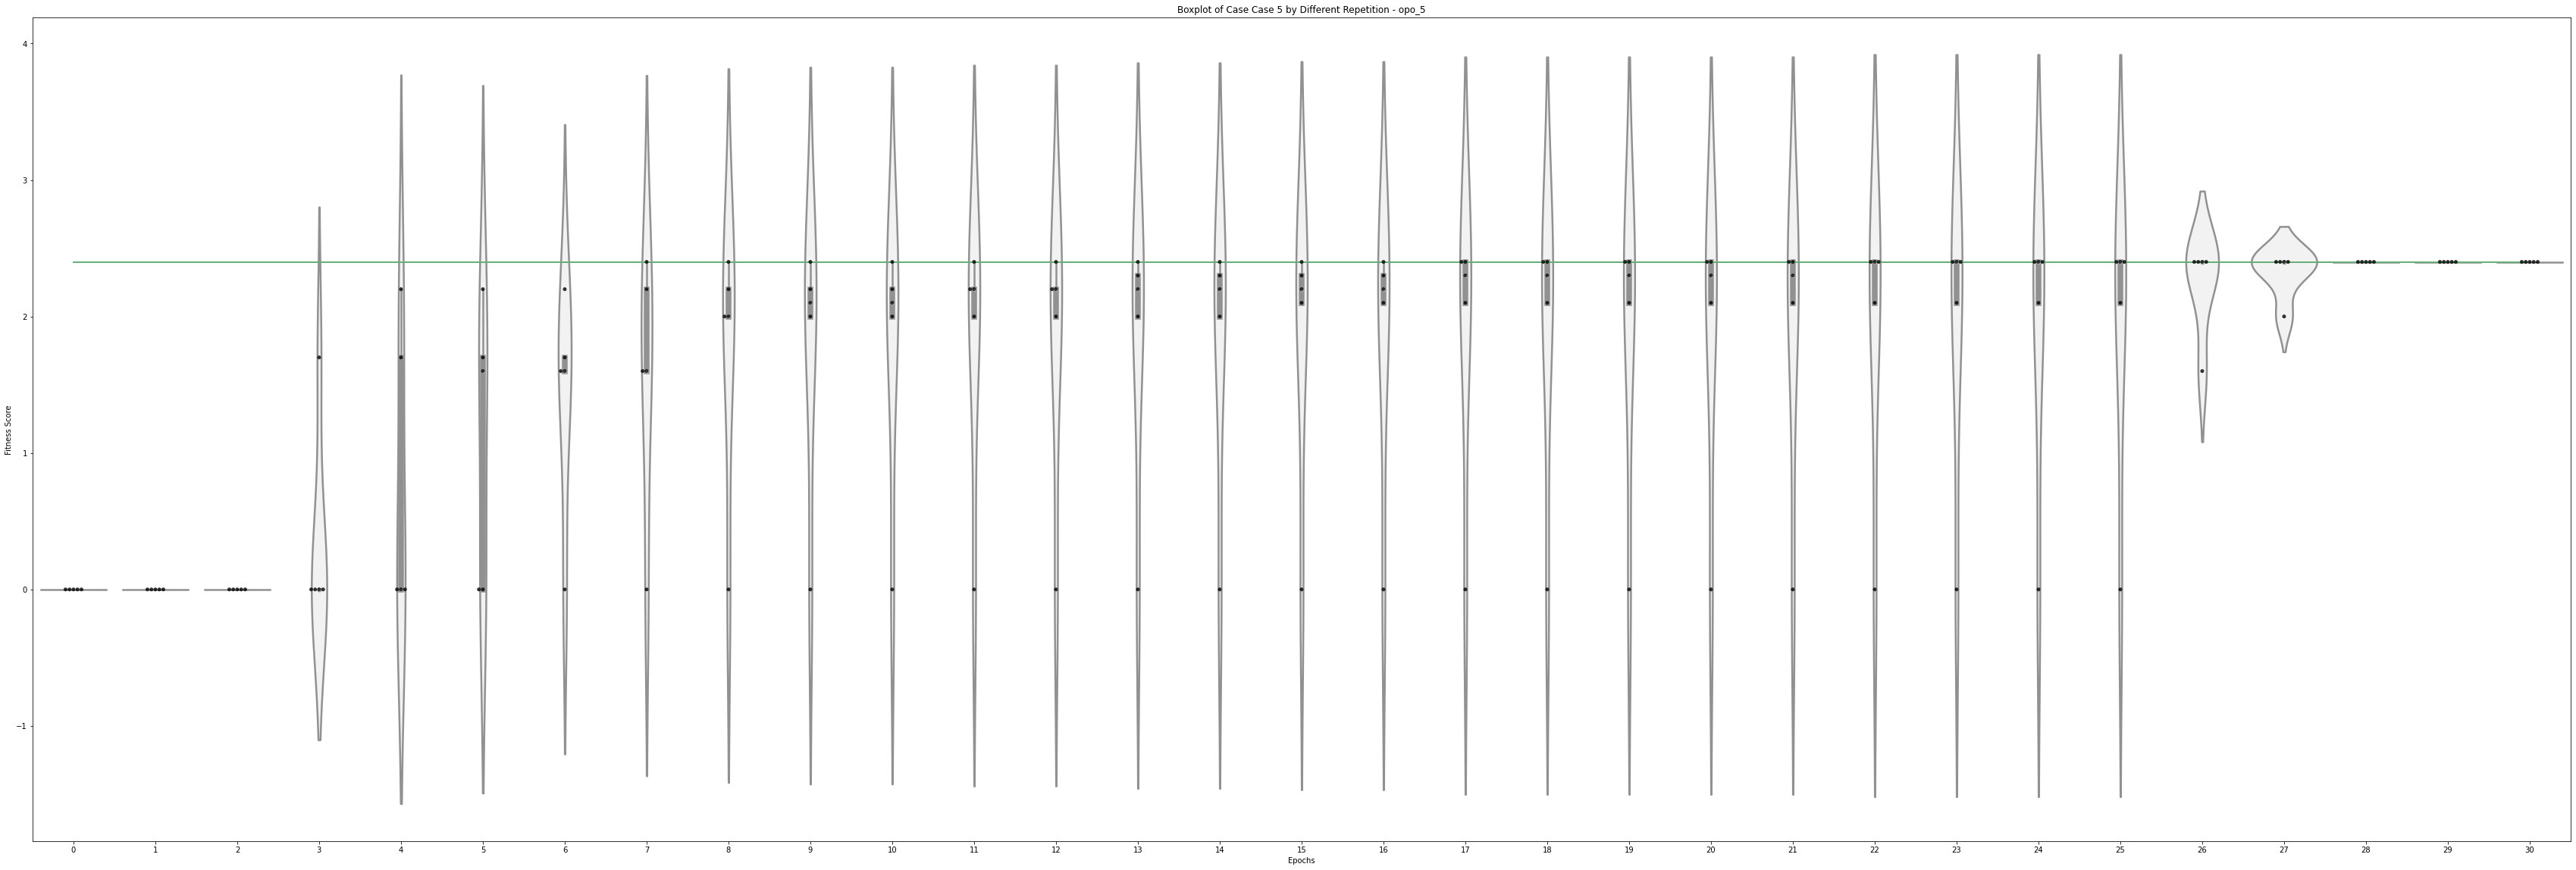 Boxplot of Case Case 5 by Different Repetition - opo_5
4
3
2
1
0
−1
Fitness Score
0 1 2 3 4 5 6 7 8 9 10 11 12 13 14 15 16 17 18 19 20 21 22 23 24 25 26 27 28 29 30
Epochs